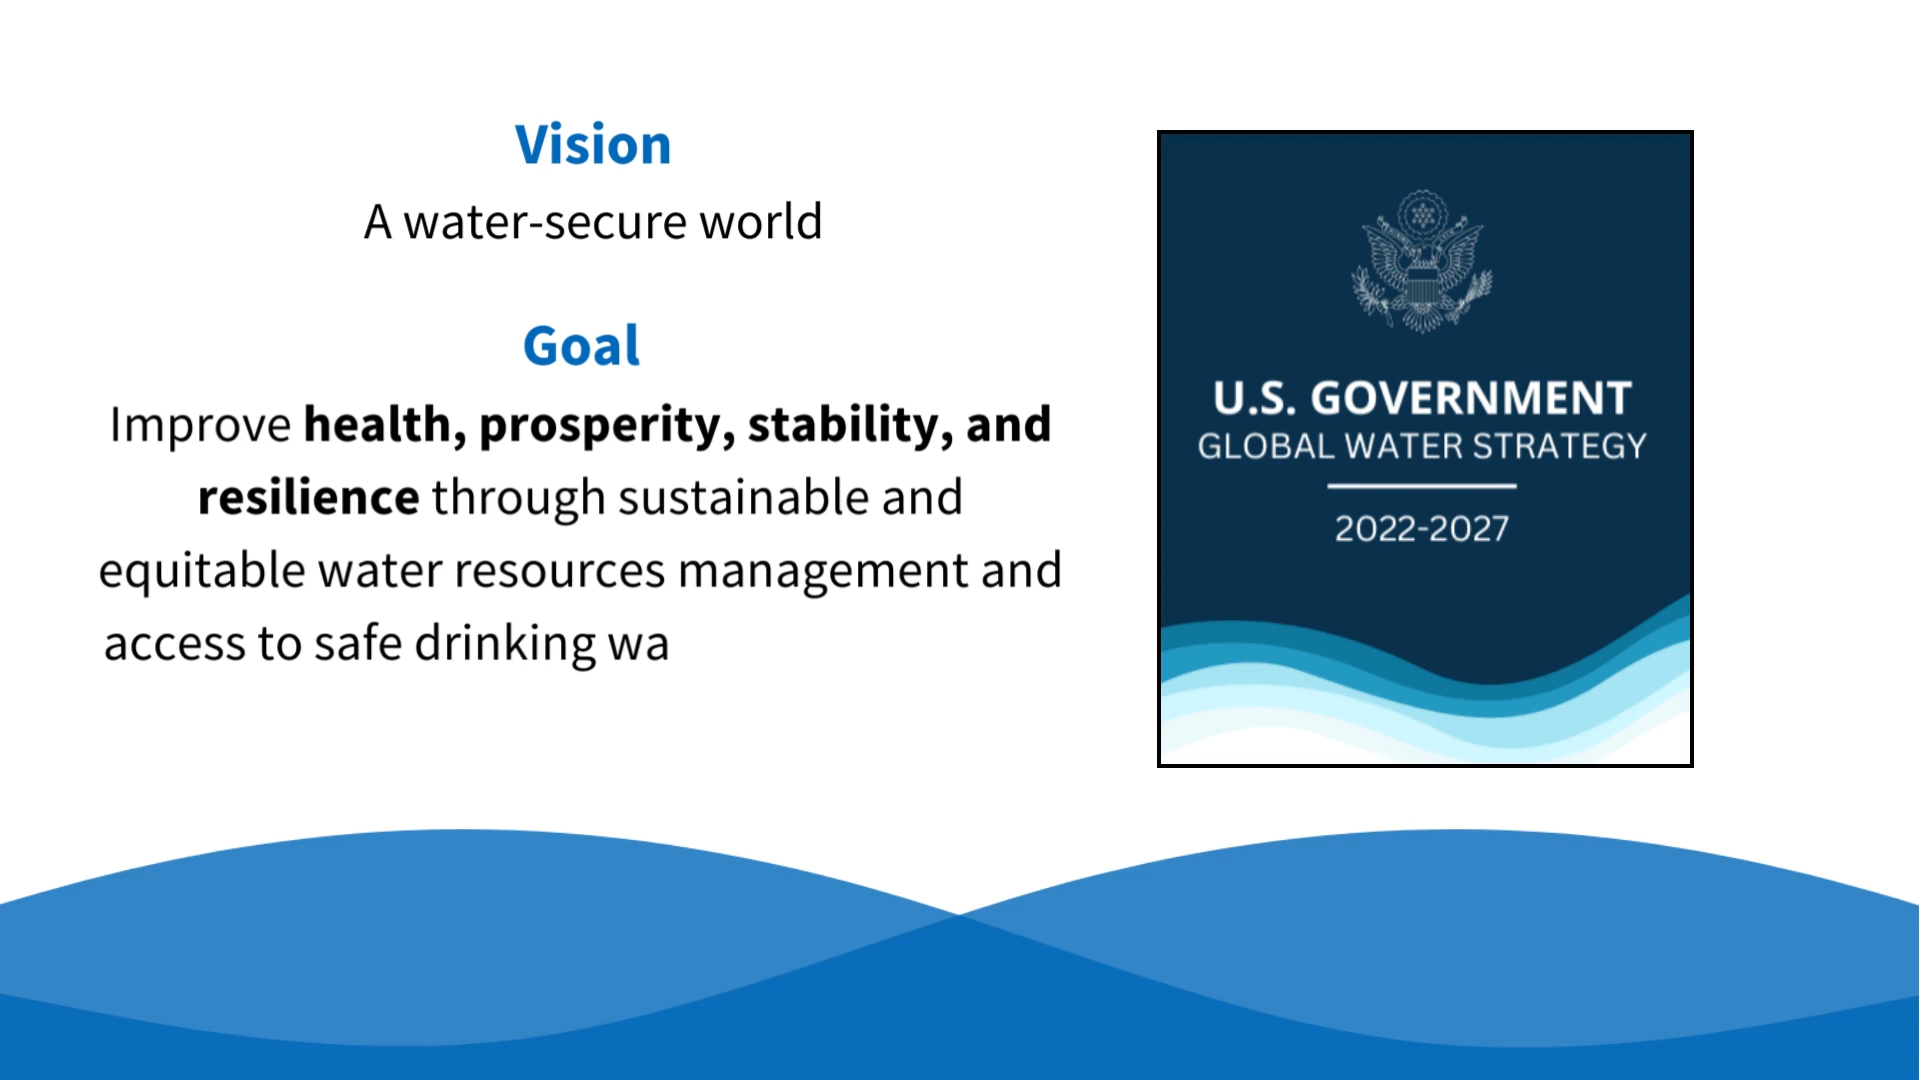 Vision
A water-secure world
Goal
Improve health, prosperity, stability, and
resilience through sustainable and
equitable water resources management and
access to safe drinking wa
U.S. GOVERNMENT
GLOBAL WATER STRATEGY
2022-2027